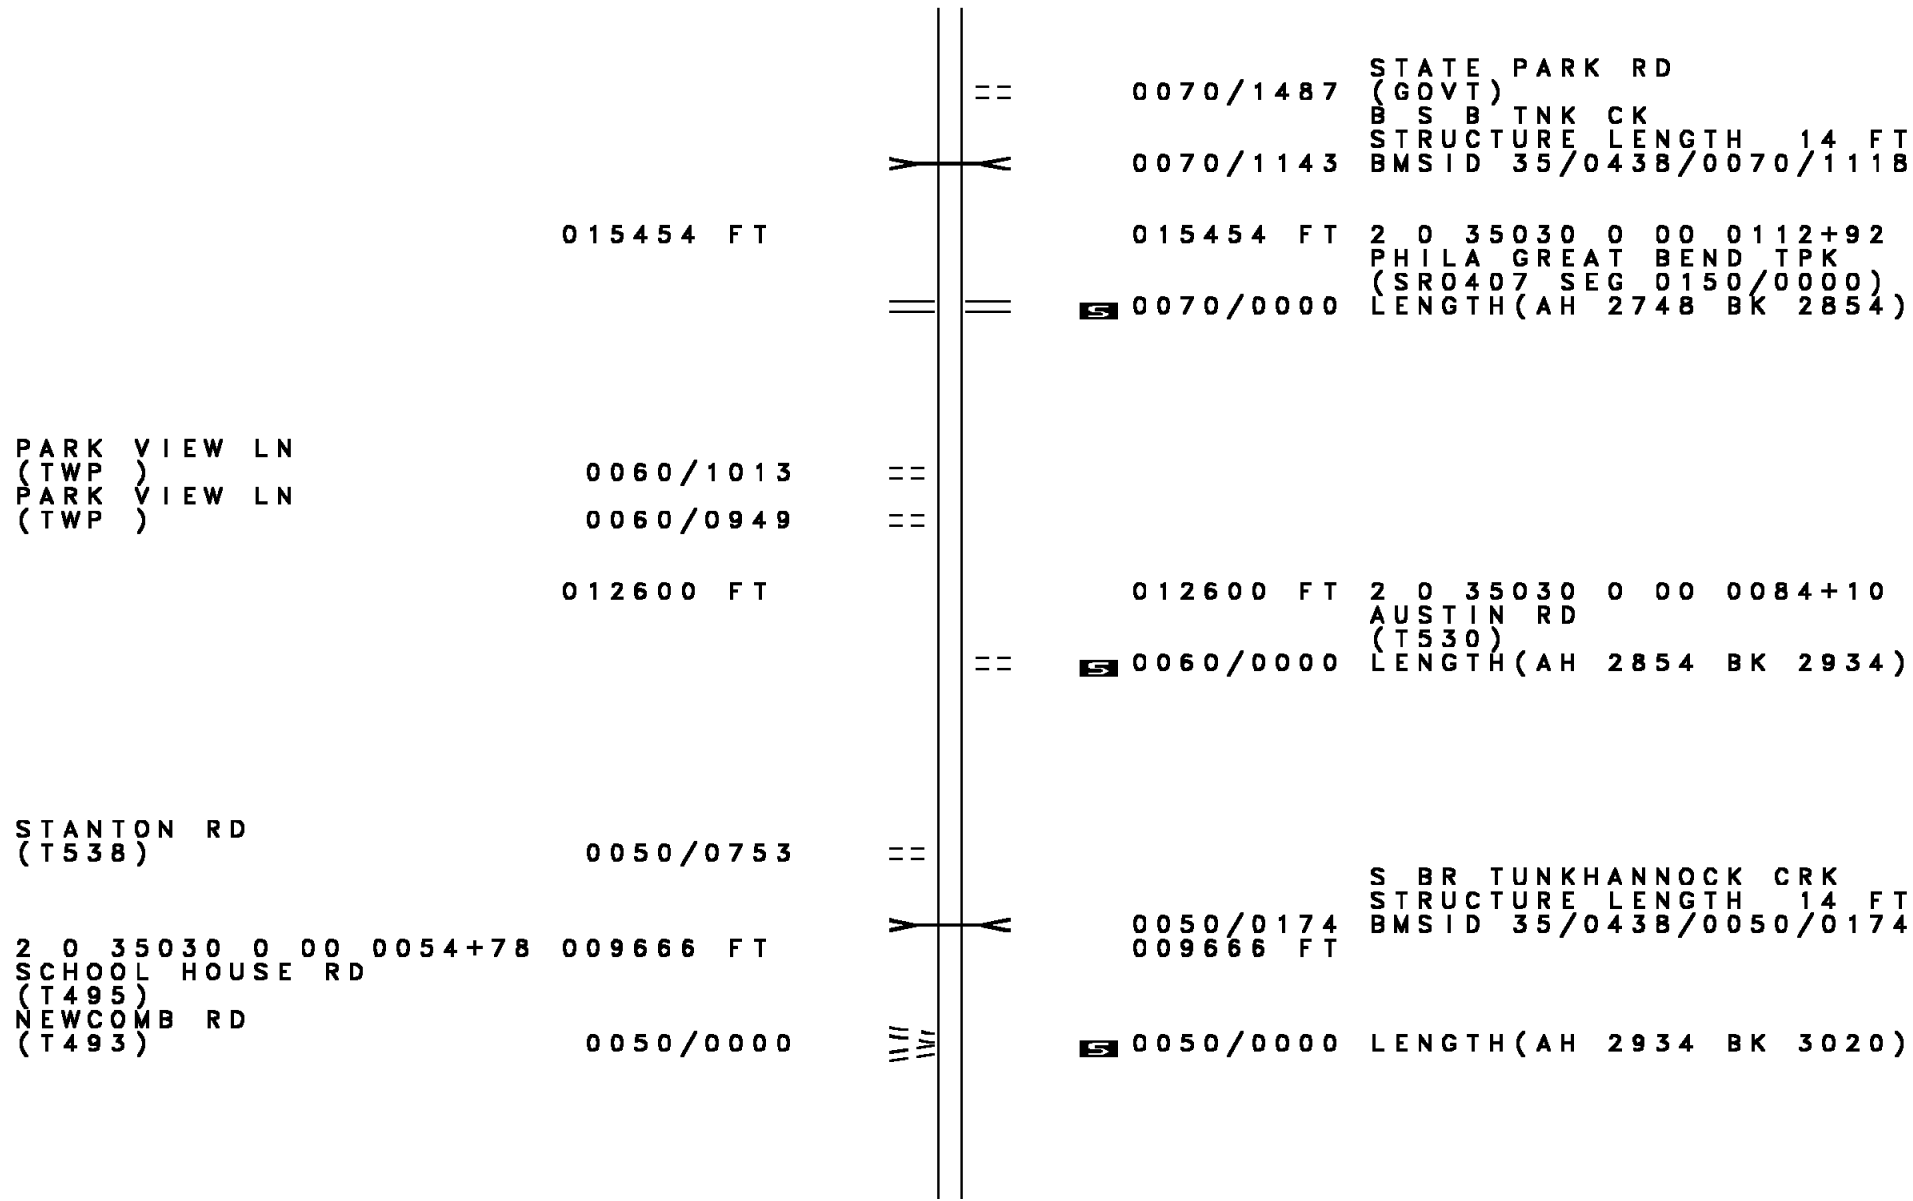 STATE PARK RD
== 0070/1487 (GOVT)
B S B TNK CK
STRUCTURE LENGTH 14 FT
0070/1143 BMSID 35/0438/0070/1118
015454 FT 015454 FT 2 0 35030 0 00 0112+92
PHILA GREAT BEND TPK
(SR0407 SEG 0150/0000)
S 0070/0000 LENGTH(AH 2748 BK 2854)
PARK VIEW LN
(TWP ) 0060/1013 ==
PARK VIEW LN
(TWP ) 0060/0949 ==
012600 FT 012600 FT 2 0 35030 0 00 0084+10
AUSTIN RD
(T530)
== S 0060/0000 LENGTH(AH 2854 BK 2934)
STANTON RD
(T538) 0050/0753 ==
S BR TUNKHANNOCK CRK
STRUCTURE LENGTH 14 FT
0050/0174 BMSID 35/0438/0050/0174
2 0 35030 0 00 0054+78 009666 FT 009666 FT
SCHOOL HOUSE RD
(T495)
NEWCOMB RD
(T493) 0050/0000 S 0050/0000 LENGTH(AH 2934 BK 3020)